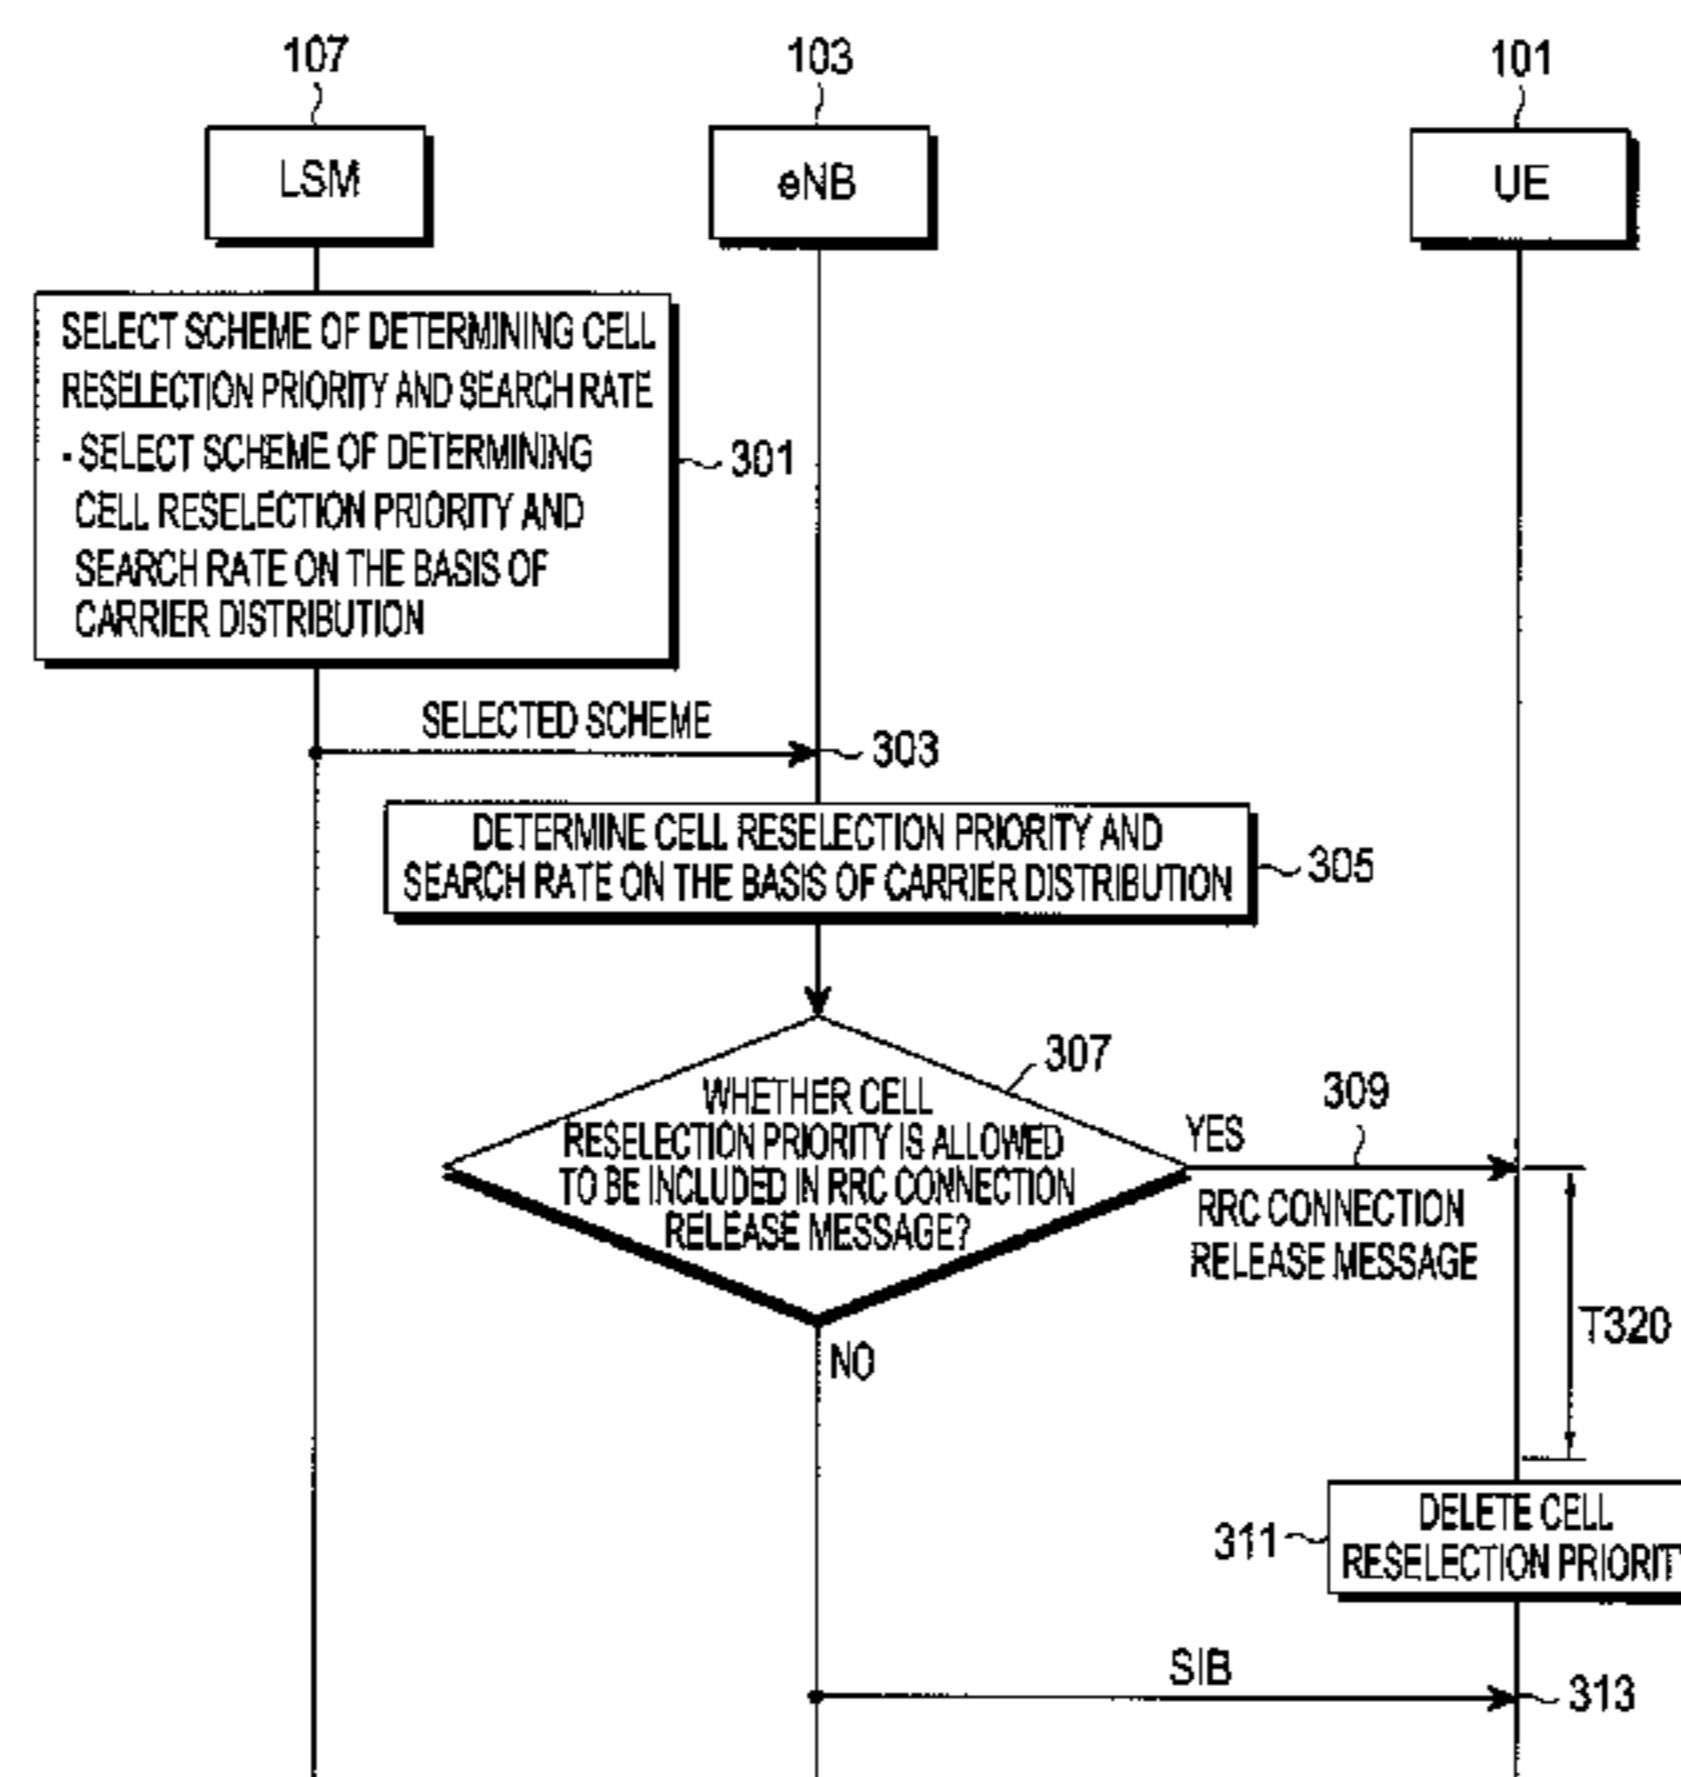 107
103
101
LSM
eNB
UE
SELECT SCHEME OF DETERMINING CELL
RESELECTION PRIORITY AND SEARCH RATE
- SELECT SCHEME OF DETERMINING
CELL RESELECTION PRIORITY AND
SEARCH RATE ON THE BASIS OF
CARRIER DISTRIBUTION
301
SELECTED SCHEME
303
DETERMINE CELL RESELECTION PRIORITY AND
SEARCH RATE ON THE BASIS OF CARRIER DISTRIBUTION
305
307
WHETHER CELL
RESELECTION PRIORITY IS ALLOWED
TO BE INCLUDED IN RRC CONNECTION
RELEASE MESSAGE?
YES
309
RRC CONNECTION
RELEASE MESSAGE
T320
NO
311
DELETE CELL
RESELECTION PRIORITY
SIB
313